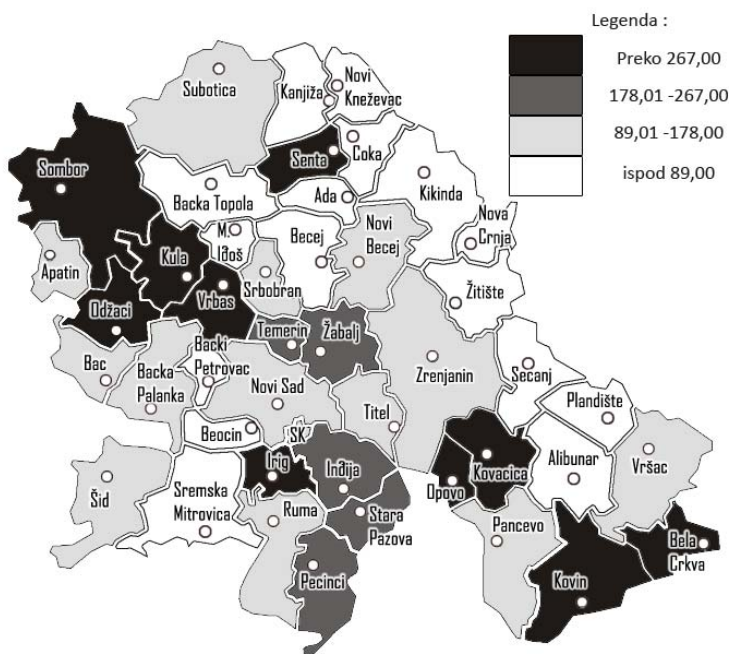 Legenda :
Preko 267,00
178,01 -267,00
89,01 -178,00
ispod 89,00
Subotica
Kanjiža
Novi
Kneževac
Senta
Coka
Sombor
Backa Topola
Ada
Kikinda
Nova
Crnja
M.
Iđoš
Becej
Novi
Becej
Apatin
Kula
Srbobran
Žitište
Odžaci
Vrbas
Temerin
Žabalj
Bac
Backa
Palanka
Backi
Petrovac
Novi Sad
Zrenjanin
Secanj
Titel
Plandište
Beocin
SK
Irig
Inđija
Opovo
Kovacica
Alibunar
Vršac
Šid
Sremska
Mitrovica
Ruma
Stara
Pazova
Pancevo
Pecinci
Kovin
Bela
Crkva